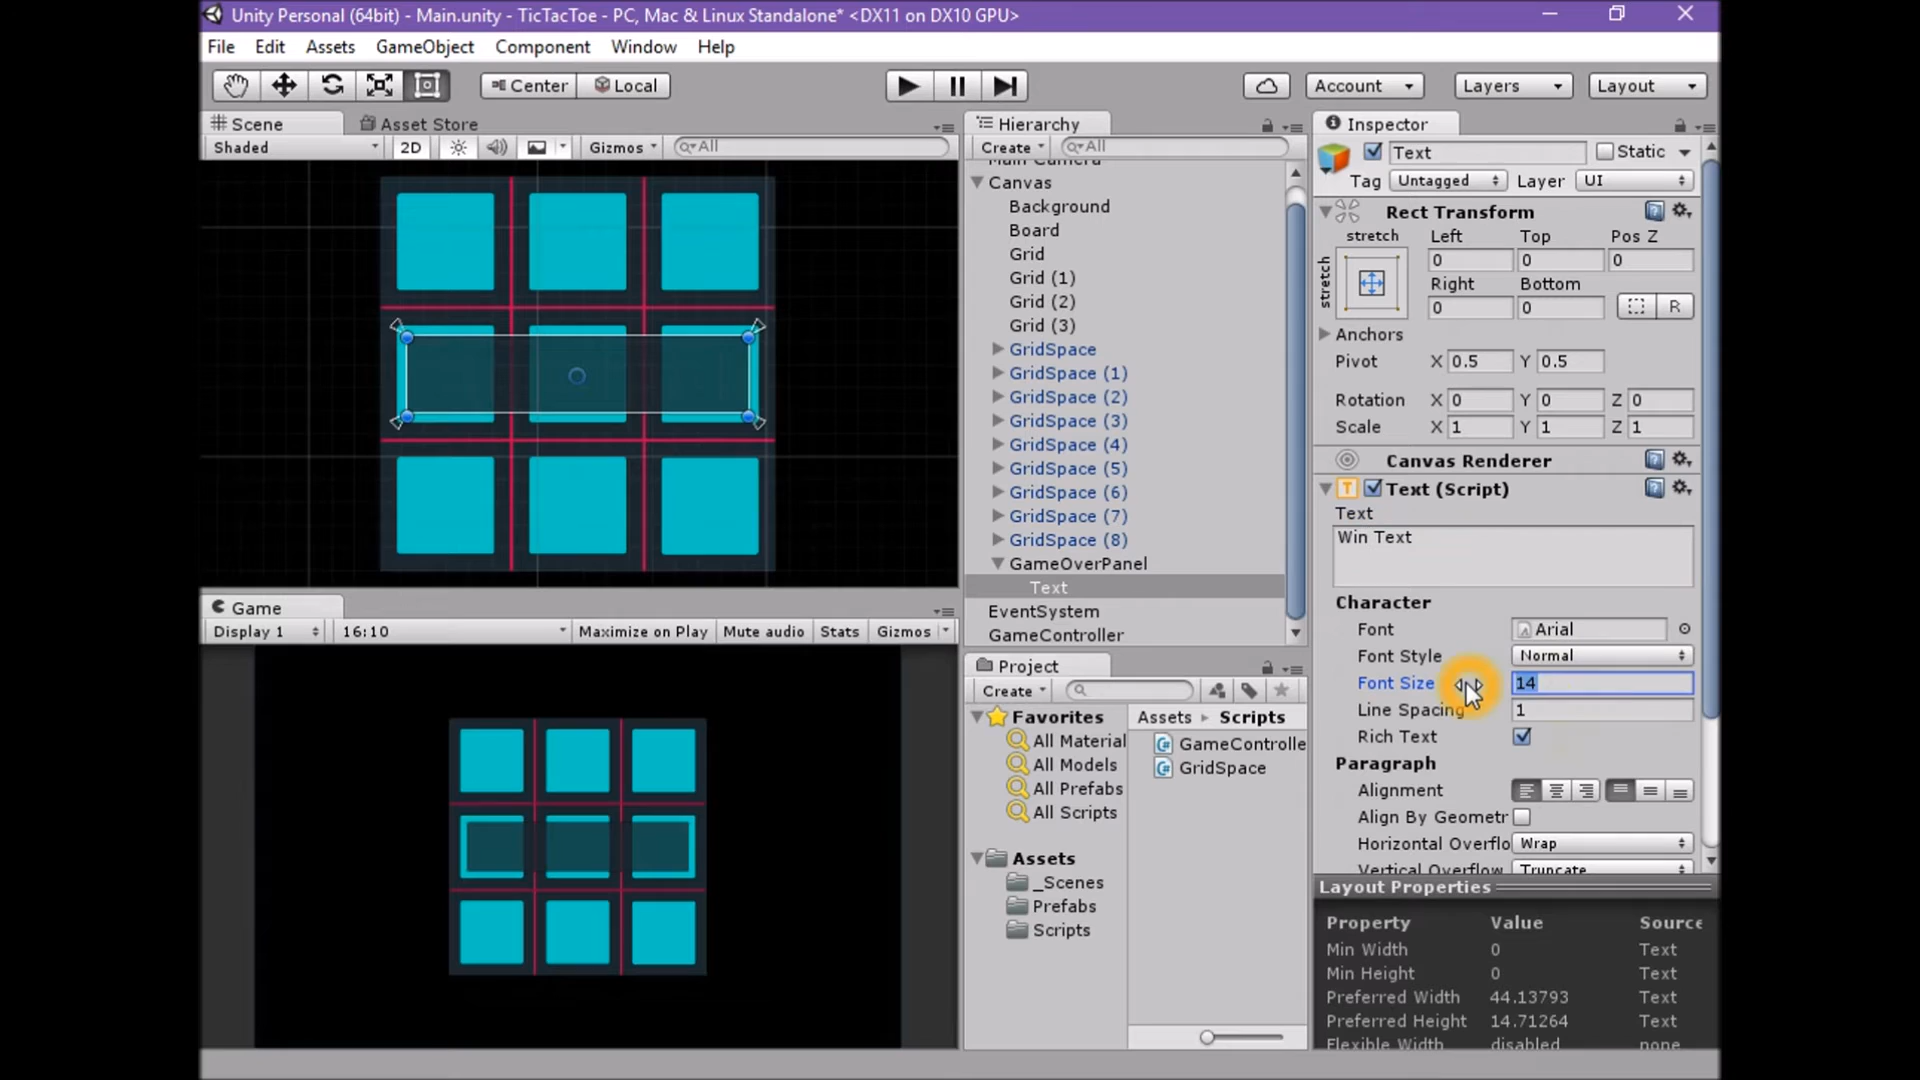 Unity Personal (64bit) - Main.unity - TicTacToe - PC, Mac & Linux Standalone* <DX11 on DX10 GPU>
File Edit Assets GameObject Component Window Help
Center Local Account Layers Layout
Scene Asset Store
Shaded 2D Gizmos All
Hierarchy
Create All
Main Camera
Canvas
Background
Board
Grid
Grid (1)
Grid (2)
Grid (3)
GridSpace
GridSpace (1)
GridSpace (2)
GridSpace (3)
GridSpace (4)
GridSpace (5)
GridSpace (6)
GridSpace (7)
GridSpace (8)
GameOverPanel
Text
EventSystem
GameController
Game
Display 1 16:10 Maximize on Play Mute audio Stats Gizmos
Project
Create
Favorites
All Material
All Models
All Prefabs
All Scripts
Assets
_Scenes
Prefabs
Scripts
Assets Scripts
GameControlle
GridSpace
Inspector
Text Static
Tag Untagged Layer UI
Rect Transform
stretch Left Top Pos Z
stretch 0 0 0
Right Bottom
0 0 R
Anchors
Pivot X 0.5 Y 0.5
Rotation X 0 Y 0 Z 0
Scale X 1 Y 1 Z 1
Canvas Renderer
T Text (Script)
Text
Win Text
Character
Font Arial
Font Style Normal
Font Size 14
Line Spacing 1
Rich Text
Paragraph
Alignment
Align By Geometr
Horizontal Overflo Wrap
Vertical Overflow Truncate
Layout Properties
Property Value Source
Min Width 0 Text
Min Height 0 Text
Preferred Width 44.13793 Text
Preferred Height 14.71264 Text
Flexible Width disabled none